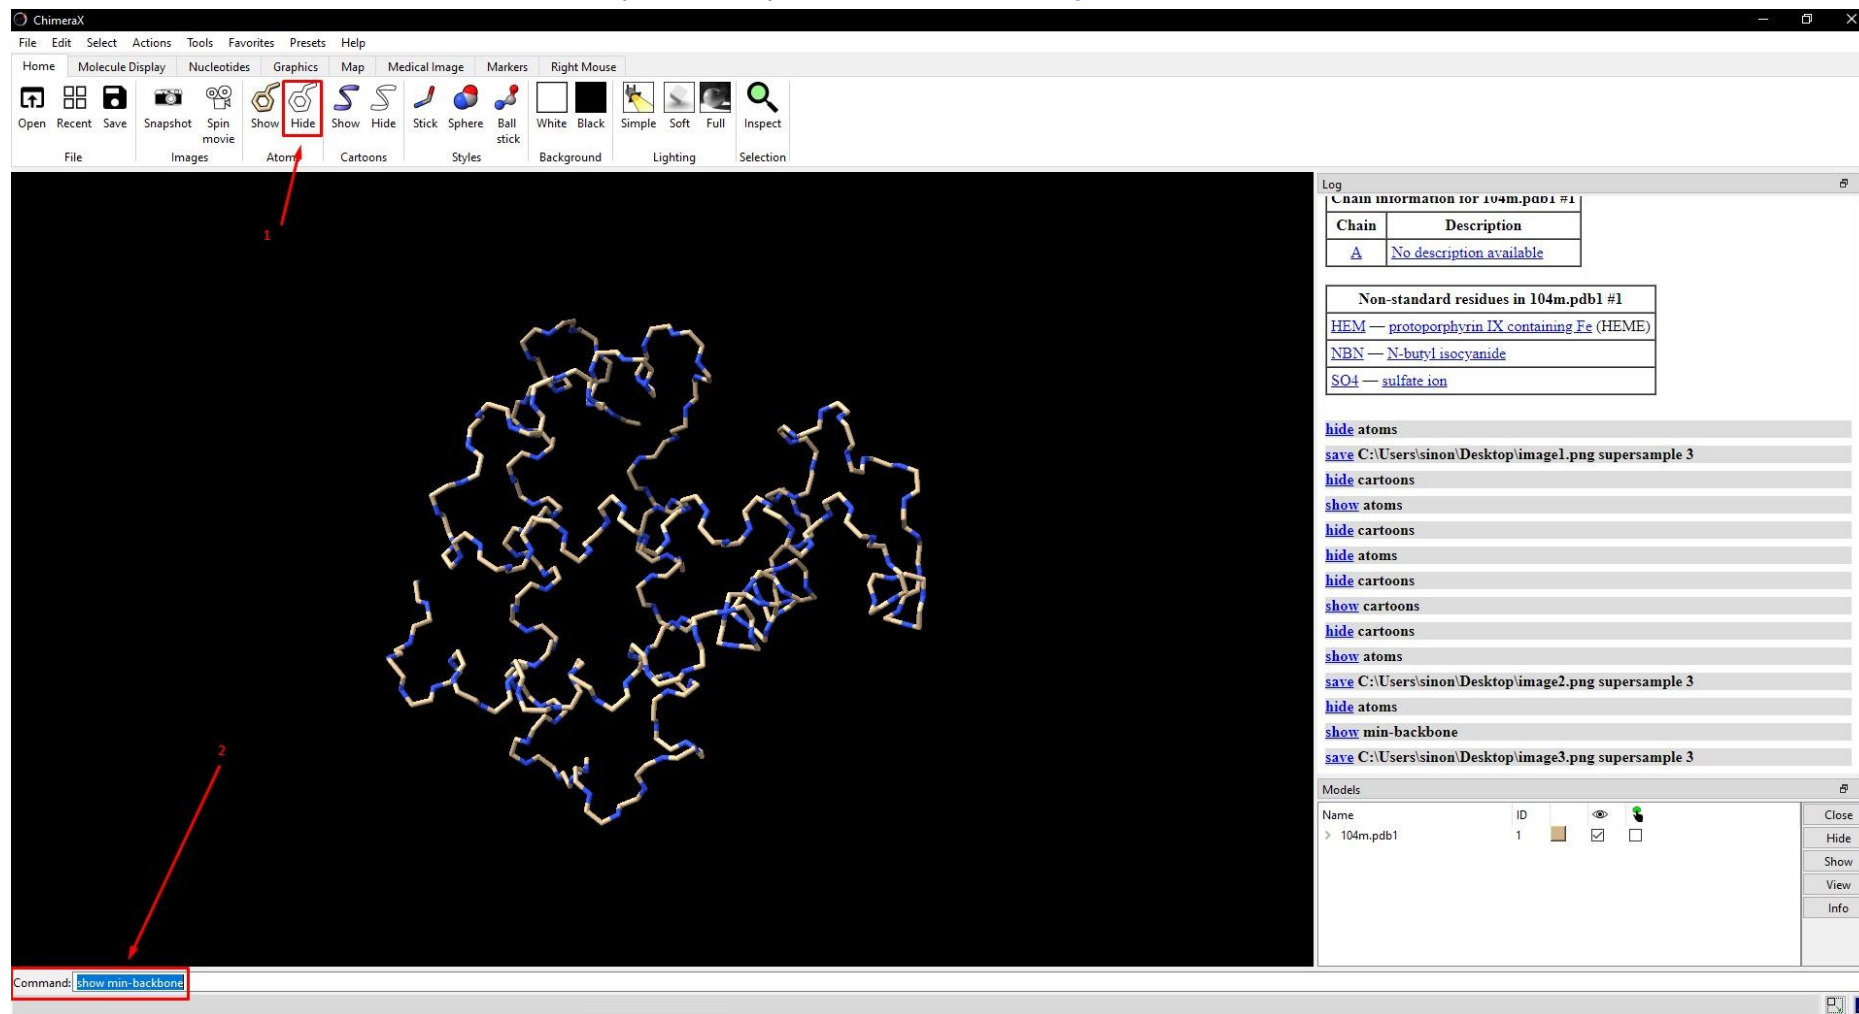 ChimeraX
File Edit Select Actions Tools Favorites Presets Help
Home Molecule Display Nucleotides Graphics Map Medical Image Markers Right Mouse
Open Recent Save Snapshot Spin movie Show Hide Show Hide Stick Sphere Ball stick White Black Simple Soft Full Inspect
File Images Atoms Cartoons Styles Background Lighting Selection
1
2
Log
Chain information for 104m.pdb1 #1
Chain Description
A No description available
Non-standard residues in 104m.pdb1 #1
HEM — protoporphyrin IX containing Fe (HEME)
NBN — N-butyl isocyanide
SO4 — sulfate ion
hide atoms
save C:\Users\sinon\Desktop\image1.png supersample 3
hide cartoons
show atoms
hide cartoons
hide atoms
hide cartoons
show cartoons
hide cartoons
show atoms
save C:\Users\sinon\Desktop\image2.png supersample 3
hide atoms
show min-backbone
save C:\Users\sinon\Desktop\image3.png supersample 3
Models
Name ID
104m.pdb1 1
Close
Hide
Show
View
Info
Command: show min-backbone